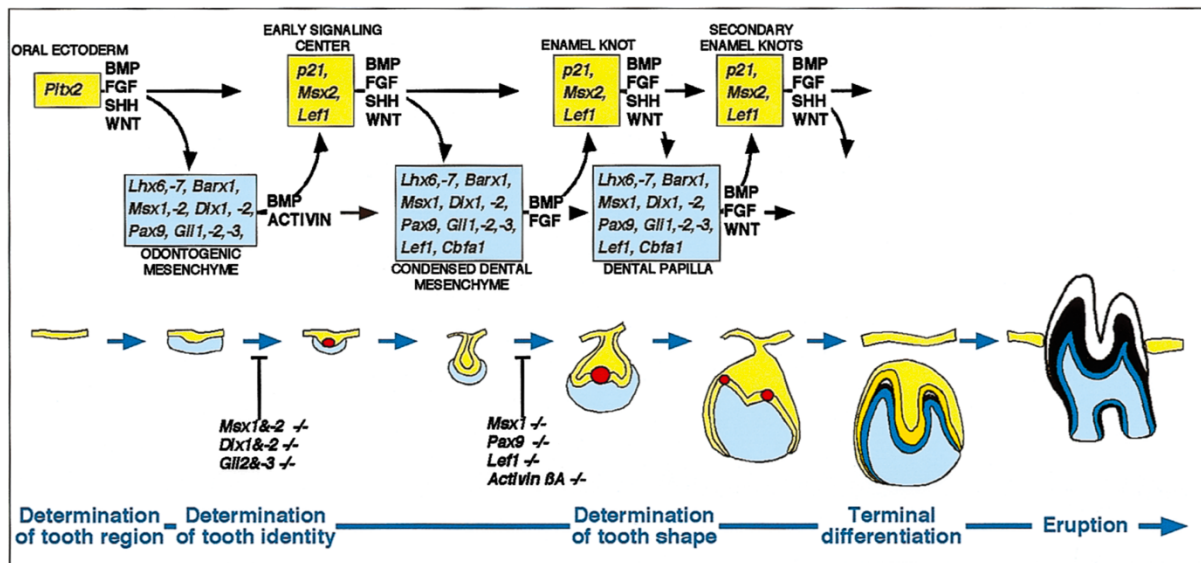 ORAL ECTODERM
Pitx2
BMP
FGF
SHH
WNT
EARLY SIGNALING
CENTER
p21,
Msx2,
Lef1
BMP
FGF
SHH
WNT
ENAMEL KNOT
p21,
Msx2,
Lef1
BMP
FGF
SHH
WNT
SECONDARY
ENAMEL KNOTS
p21,
Msx2,
Lef1
BMP
FGF
SHH
WNT
Lhx6,-7, Barx1,
Msx1,-2, Dlx1, -2,
Pax9, Gli1,-2,-3,
ODONTOGENIC
MESENCHYME
BMP
ACTIVIN
Lhx6,-7, Barx1,
Msx1, Dlx1, -2,
Pax9, Gli1,-2,-3,
Lef1, Cbfa1
CONDENSED DENTAL
MESENCHYME
BMP
FGF
Lhx6,-7, Barx1,
Msx1, Dlx1, -2,
Pax9, Gli1,-2,-3,
Lef1, Cbfa1
DENTAL PAPILLA
BMP
FGF
WNT
Msx1&-2 -/-
Dlx1&-2 -/-
Gli2&-3 -/-
Msx1 -/-
Pax9 -/-
Lef1 -/-
Activin βA -/-
Determination
of tooth region
Determination
of tooth identity
Determination
of tooth shape
Terminal
differentiation
Eruption